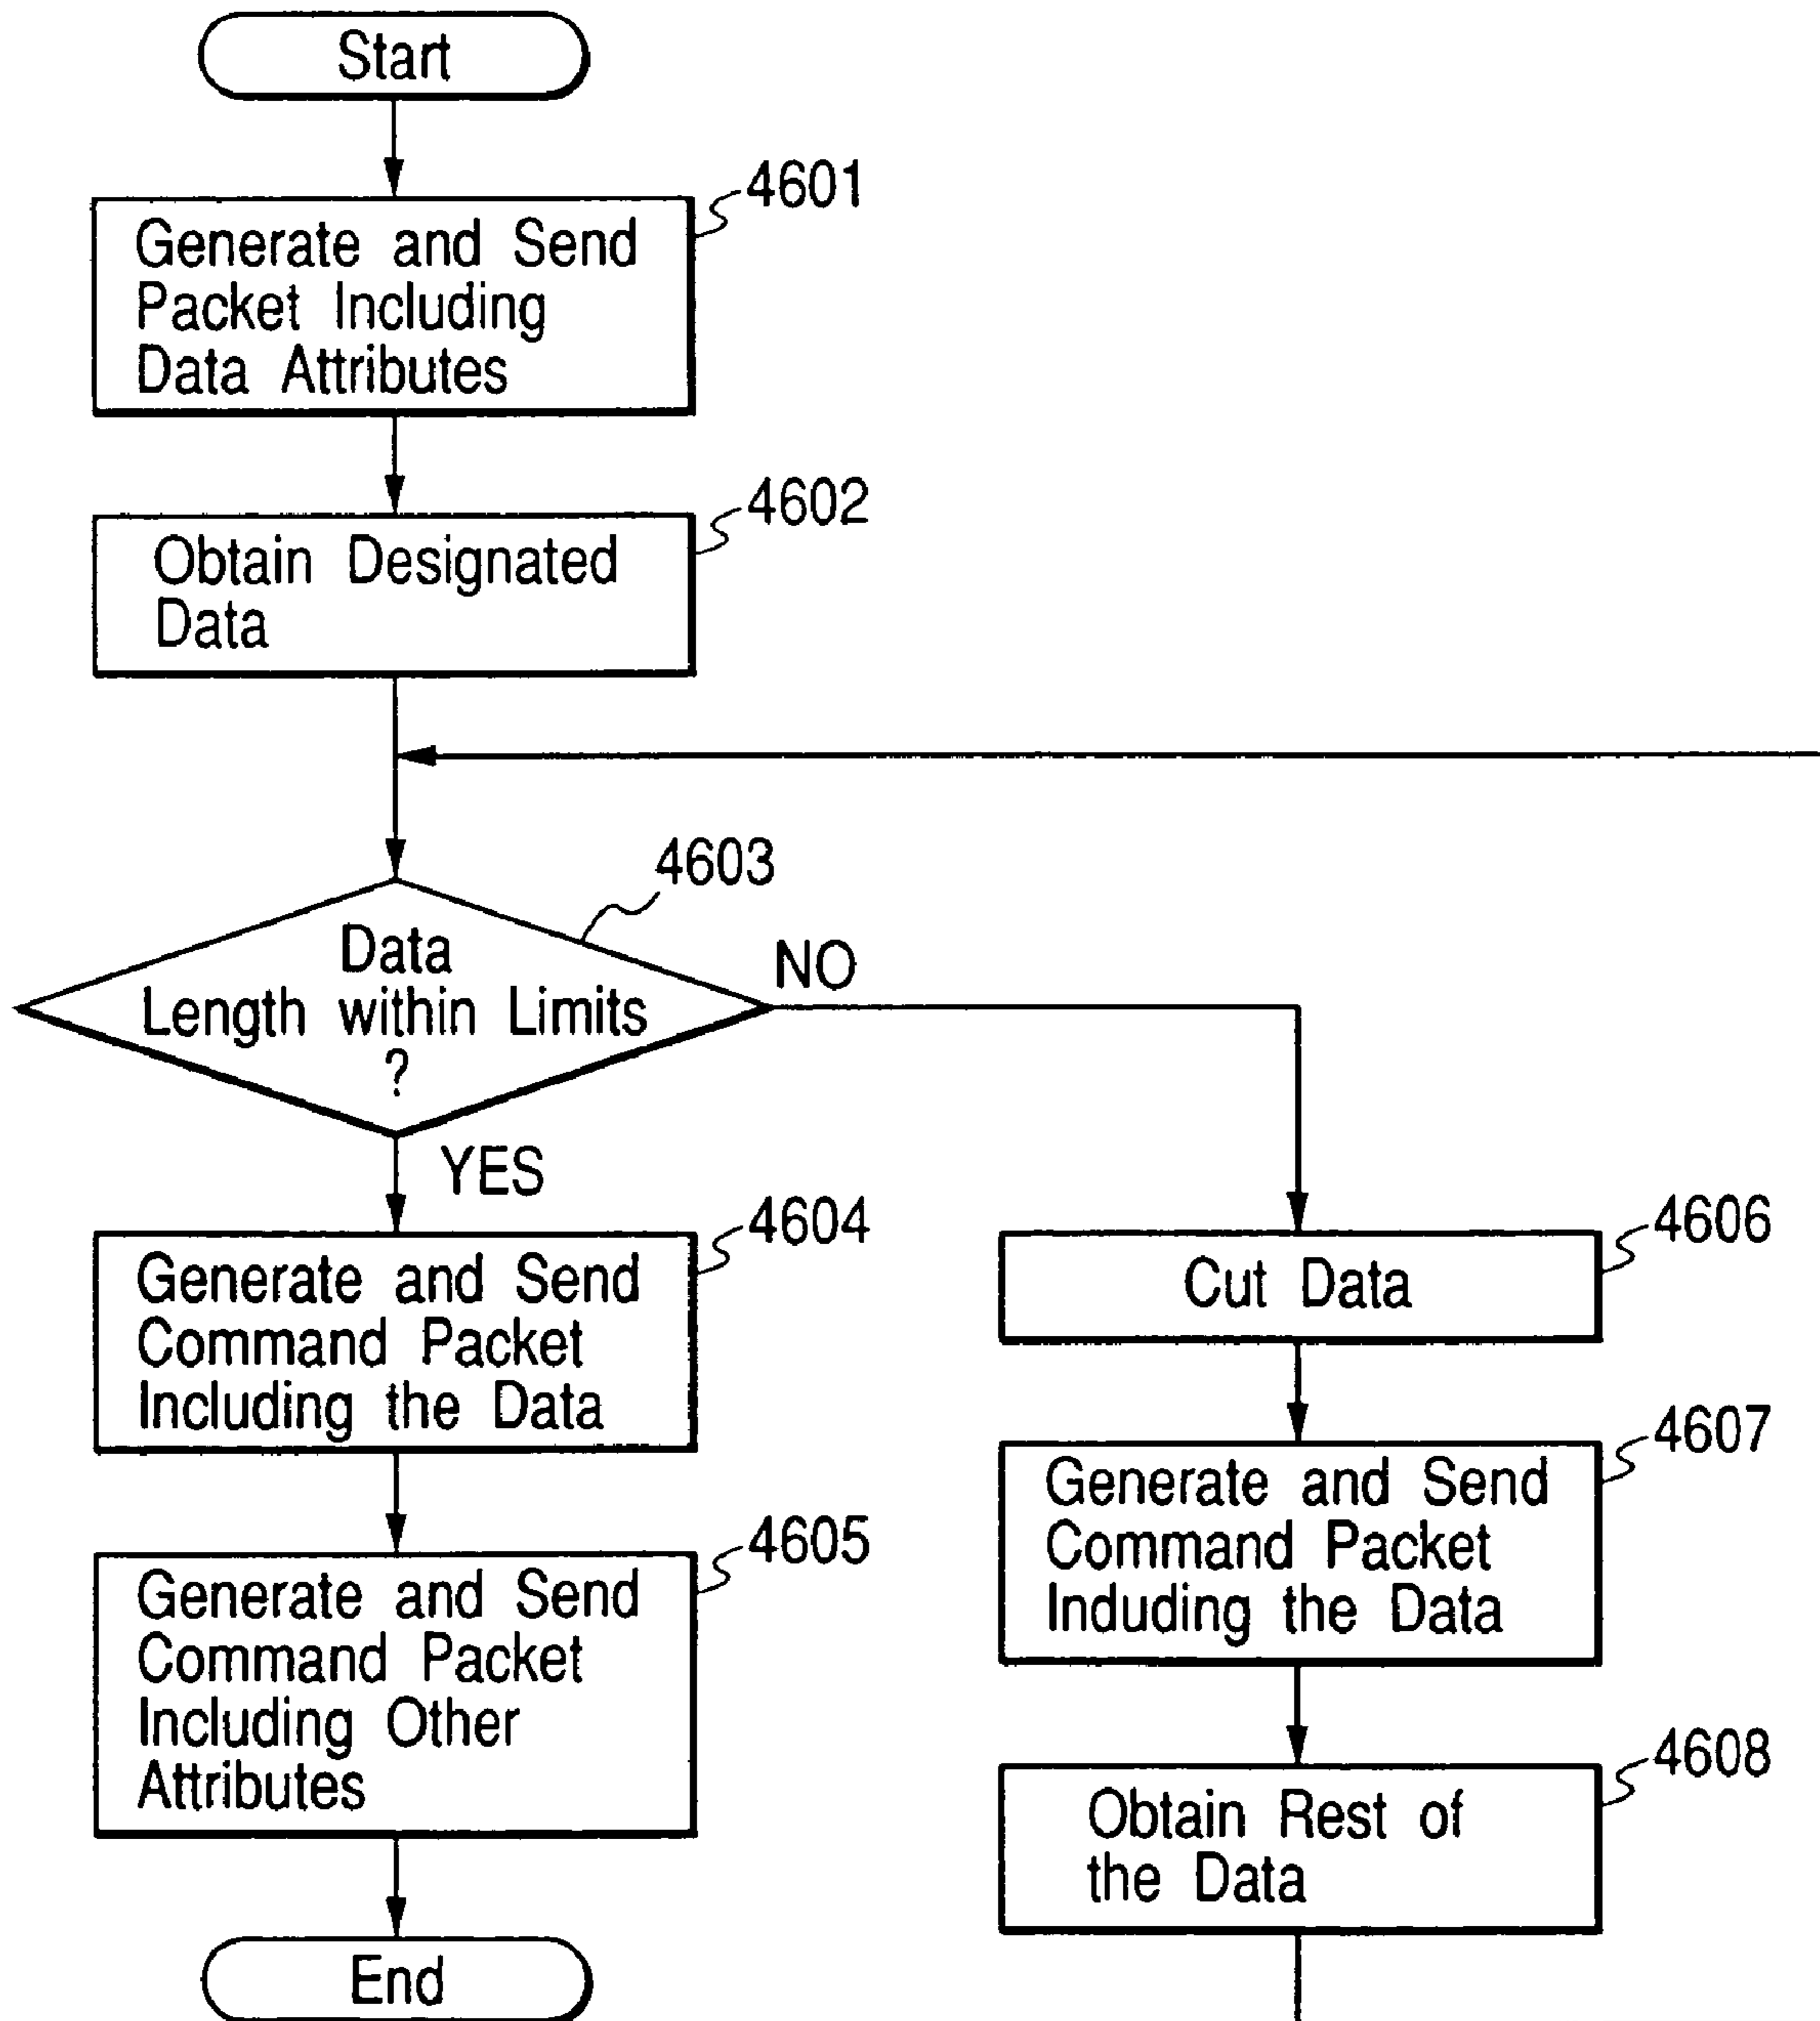 Start
4601
Generate and Send
Packet Including
Data Attributes
4602
Obtain Designated
Data
4603
Data
Length within Limits
?
NO
YES
4604
Generate and Send
Command Packet
Including the Data
4605
Generate and Send
Command Packet
Including Other
Attributes
End
4606
Cut Data
4607
Generate and Send
Command Packet
Induding the Data
4608
Obtain Rest of
the Data